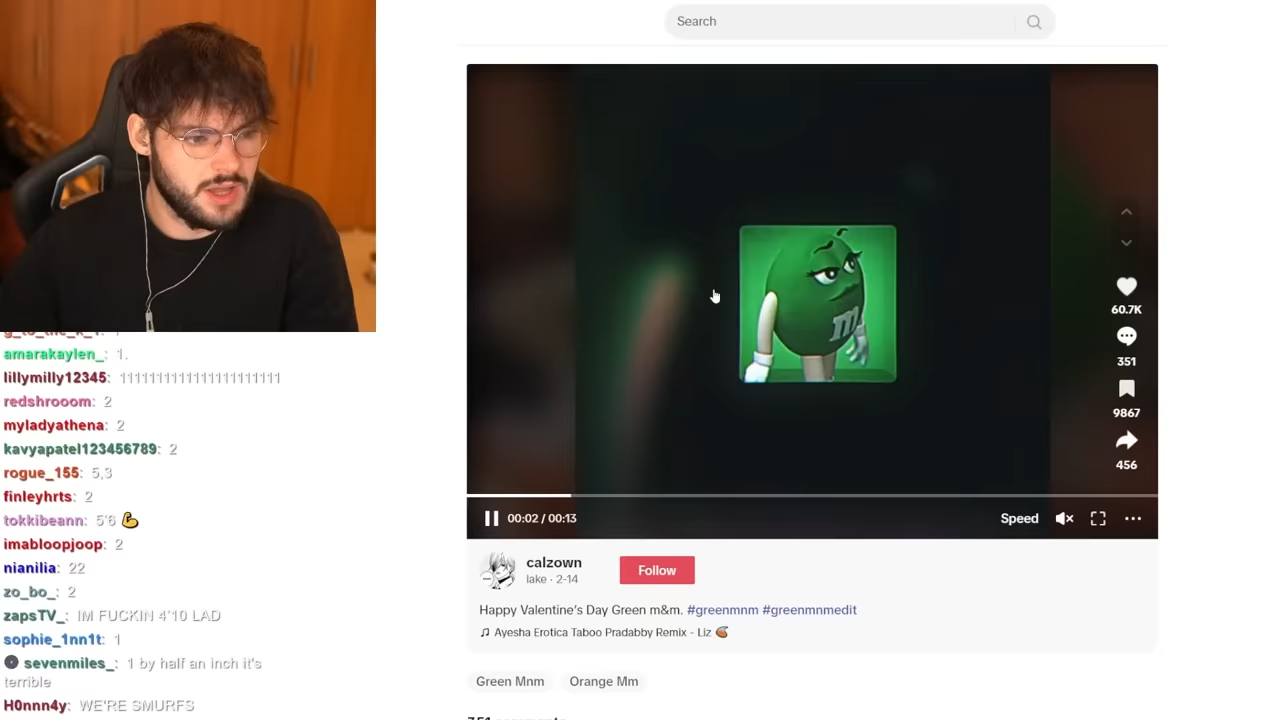 Search
m
60.7K
351
9867
456
00:02 / 00:13
Speed
calzown
lake · 2-14
Follow
Happy Valentine's Day Green m&m. #greenmnm #greenmnmedit
♫ Ayesha Erotica Taboo Pradabby Remix - Liz
Green Mnm
Orange Mm
351 comments
amarakaylen_: 1.
lillymilly12345: 11111111111111111111111
redshrooom: 2
myladyathena: 2
kavyapatel123456789: 2
rogue_155: 5,3
finleyhrts: 2
tokkibeann: 5'6 💪
imabloopjoop: 2
nianilia: 22
zo_bo_: 2
zapsTV_: IM FUCKIN 4'10 LAD
sophie_1nn1t: 1
sevenmiles_: 1 by half an inch it's
terrible
H0nnn4y: WE'RE SMURFS